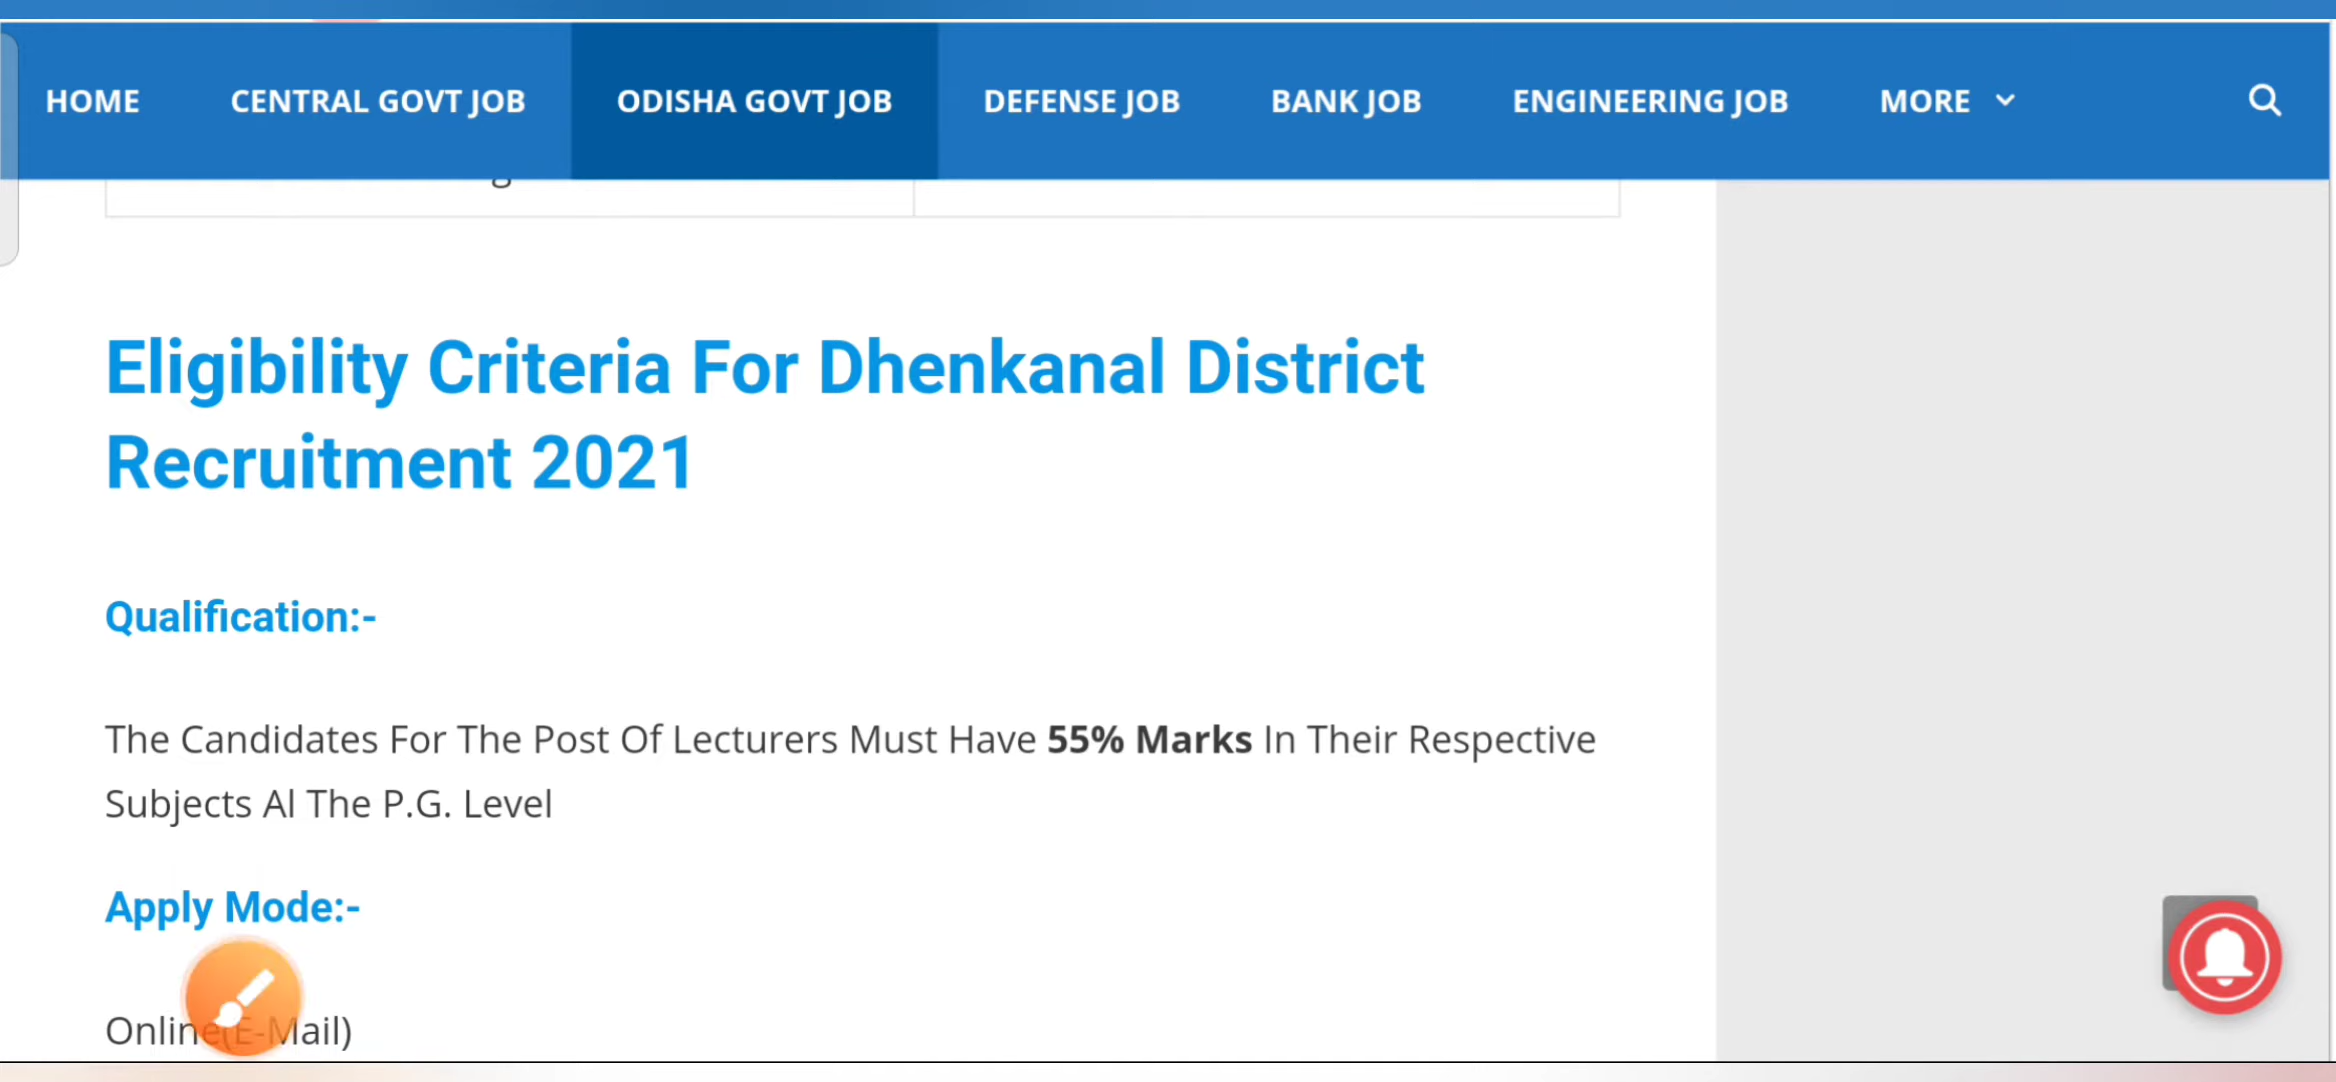 HOME CENTRAL GOVT JOB ODISHA GOVT JOB DEFENSE JOB BANK JOB ENGINEERING JOB MORE
Eligibility Criteria For Dhenkanal District
Recruitment 2021
Qualification:-
The Candidates For The Post Of Lecturers Must Have 55% Marks In Their Respective
Subjects Al The P.G. Level
Apply Mode:-
Online(E-Mail)